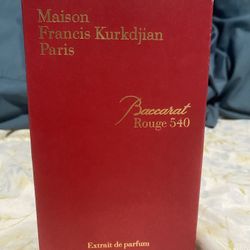 Maison
Francis Kurkdjian
Paris
Baccarat
Rouge 540
Extrait de parfum